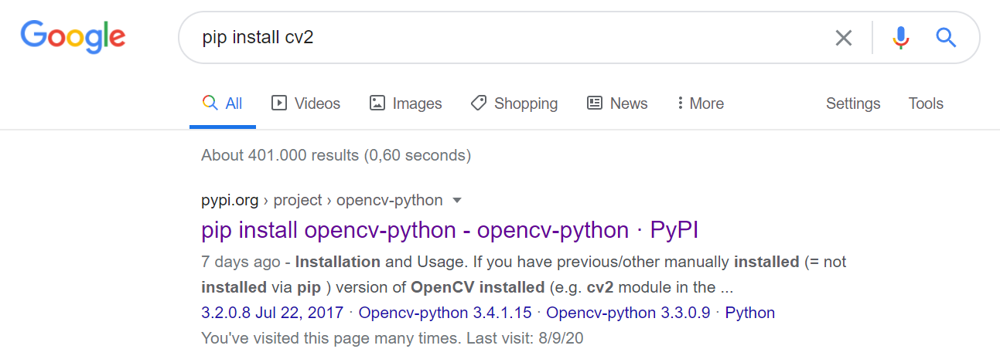 Google
pip install cv2
All Videos Images Shopping News More Settings Tools
About 401.000 results (0,60 seconds)
pypi.org › project › opencv-python
pip install opencv-python - opencv-python · PyPI
7 days ago - Installation and Usage. If you have previous/other manually installed (= not
installed via pip ) version of OpenCV installed (e.g. cv2 module in the ...
3.2.0.8 Jul 22, 2017 · Opencv-python 3.4.1.15 · Opencv-python 3.3.0.9 · Python
You've visited this page many times. Last visit: 8/9/20